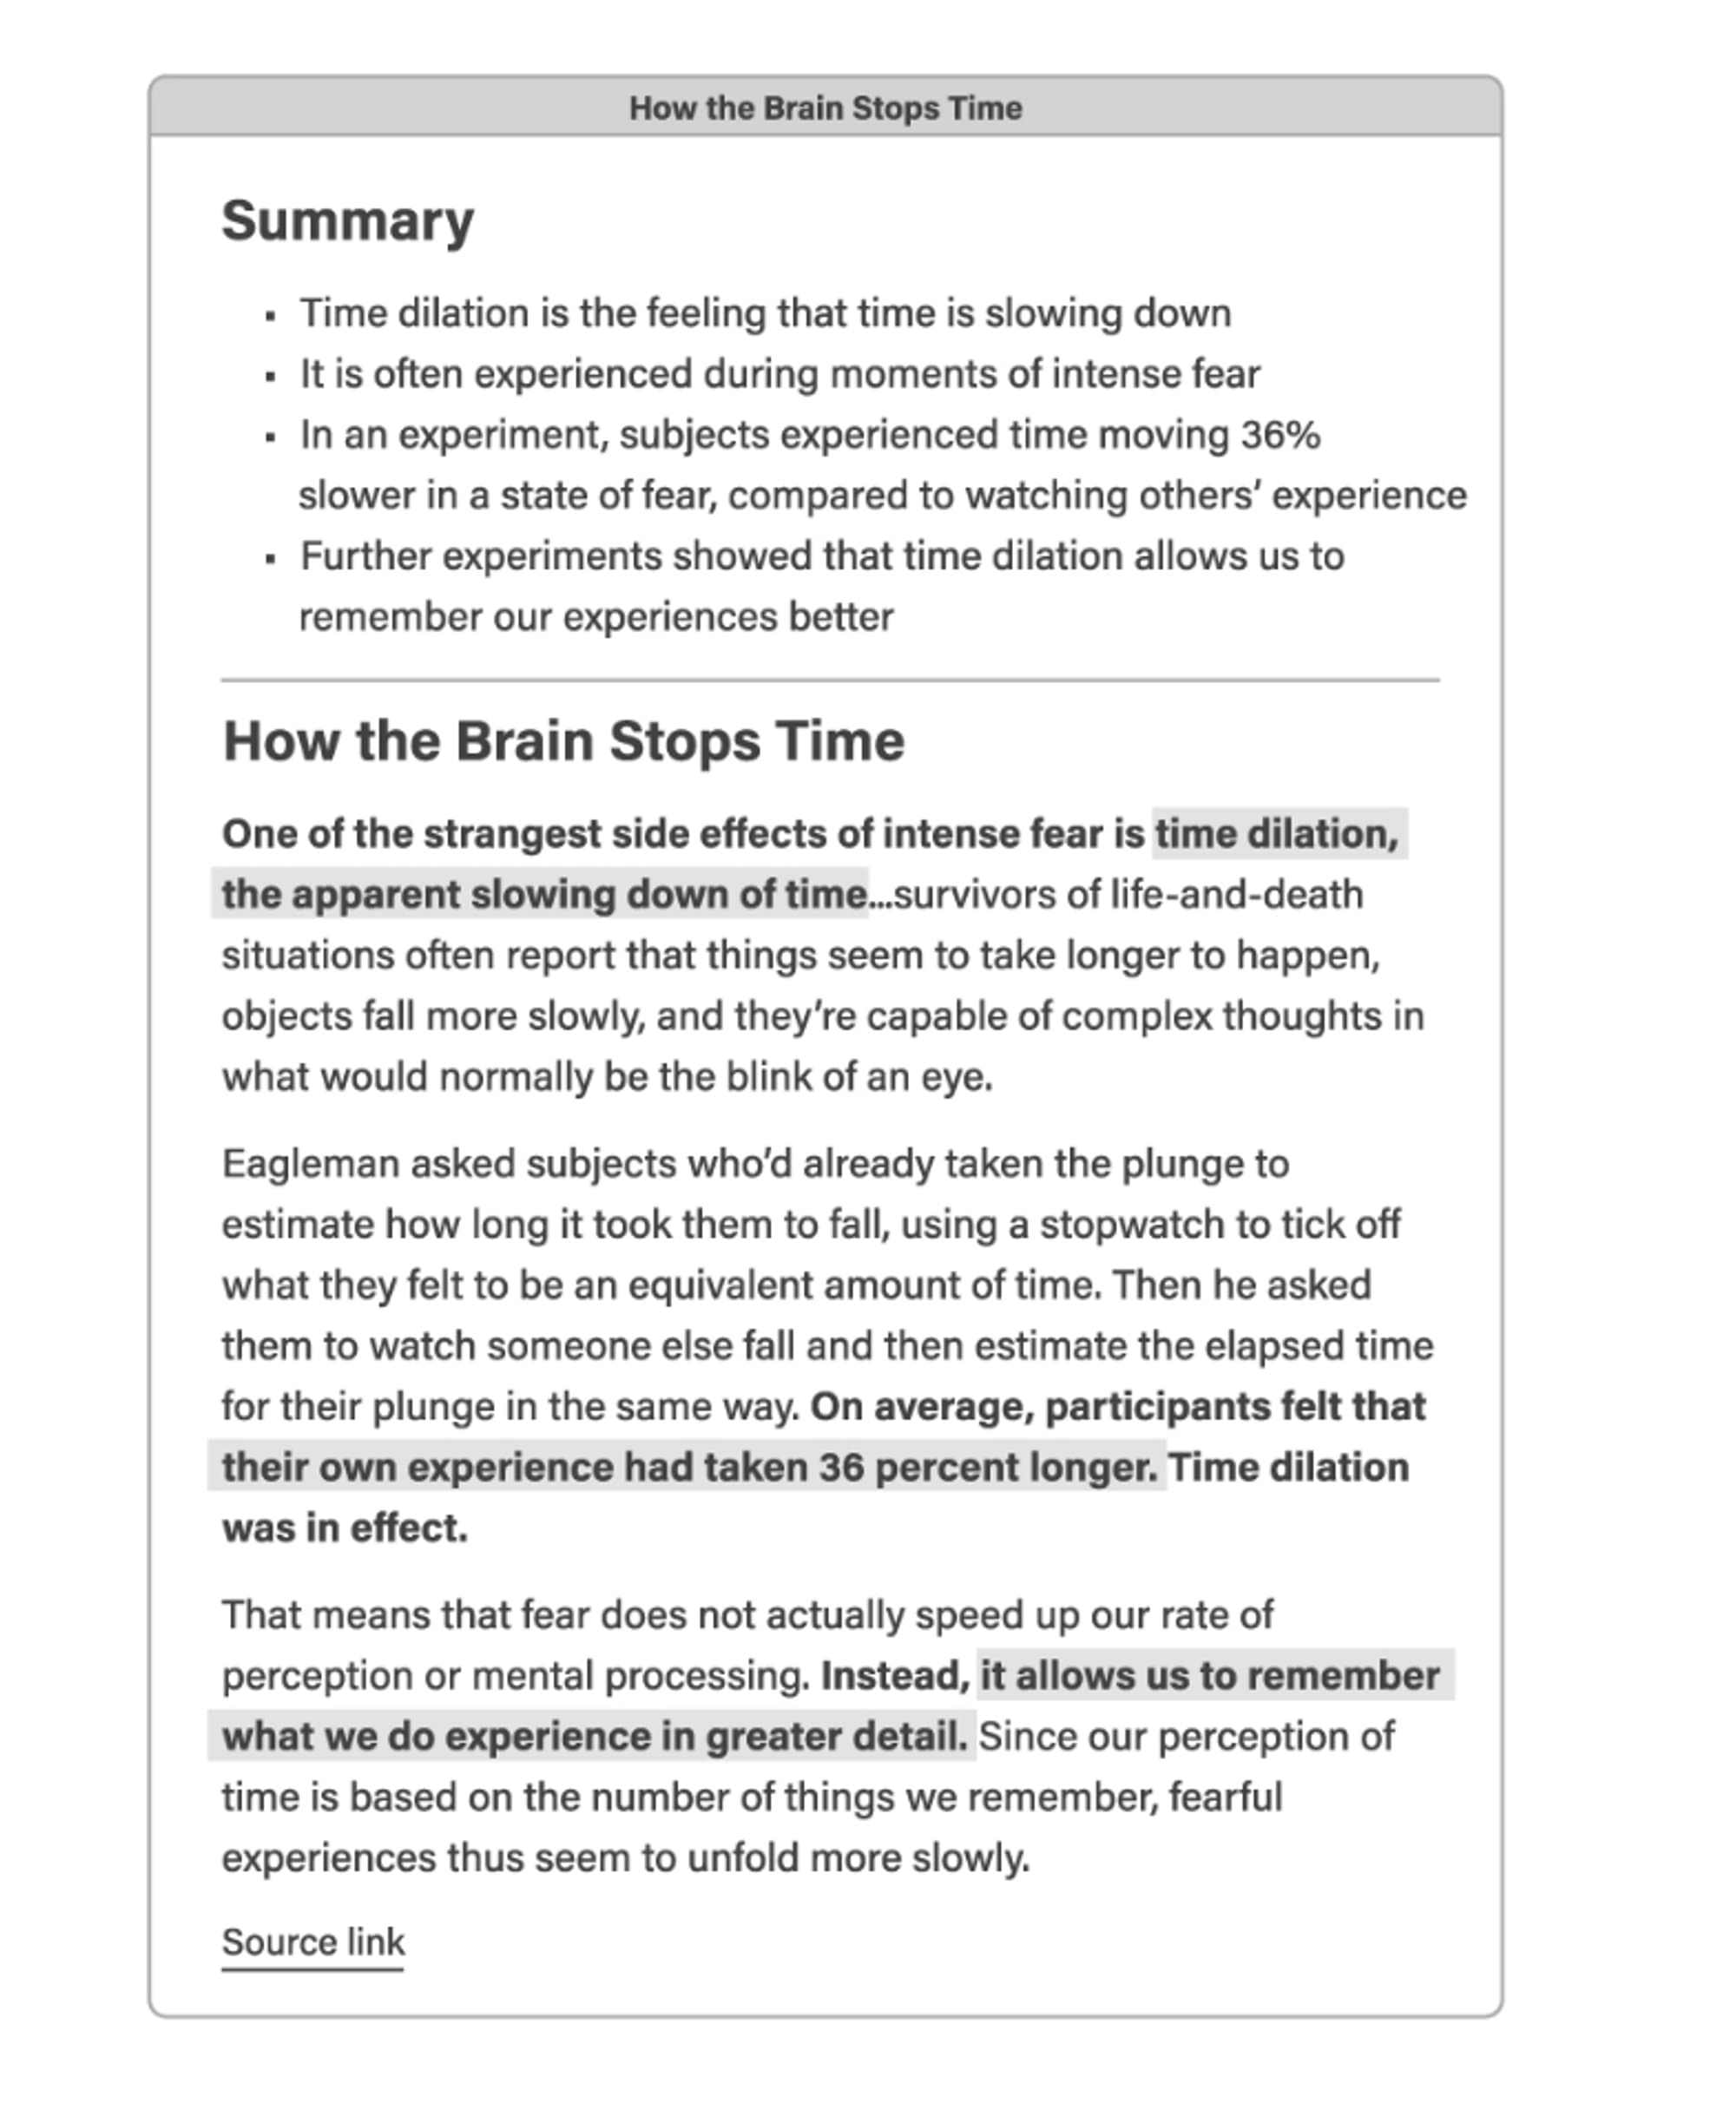 How the Brain Stops Time
Summary
▪ Time dilation is the feeling that time is slowing down
▪ It is often experienced during moments of intense fear
▪ In an experiment, subjects experienced time moving 36%
slower in a state of fear, compared to watching others’ experience
▪ Further experiments showed that time dilation allows us to
remember our experiences better
How the Brain Stops Time
One of the strangest side effects of intense fear is time dilation,
the apparent slowing down of time...survivors of life-and-death
situations often report that things seem to take longer to happen,
objects fall more slowly, and they’re capable of complex thoughts in
what would normally be the blink of an eye.
Eagleman asked subjects who’d already taken the plunge to
estimate how long it took them to fall, using a stopwatch to tick off
what they felt to be an equivalent amount of time. Then he asked
them to watch someone else fall and then estimate the elapsed time
for their plunge in the same way. On average, participants felt that
their own experience had taken 36 percent longer. Time dilation
was in effect.
That means that fear does not actually speed up our rate of
perception or mental processing. Instead, it allows us to remember
what we do experience in greater detail. Since our perception of
time is based on the number of things we remember, fearful
experiences thus seem to unfold more slowly.
Source link